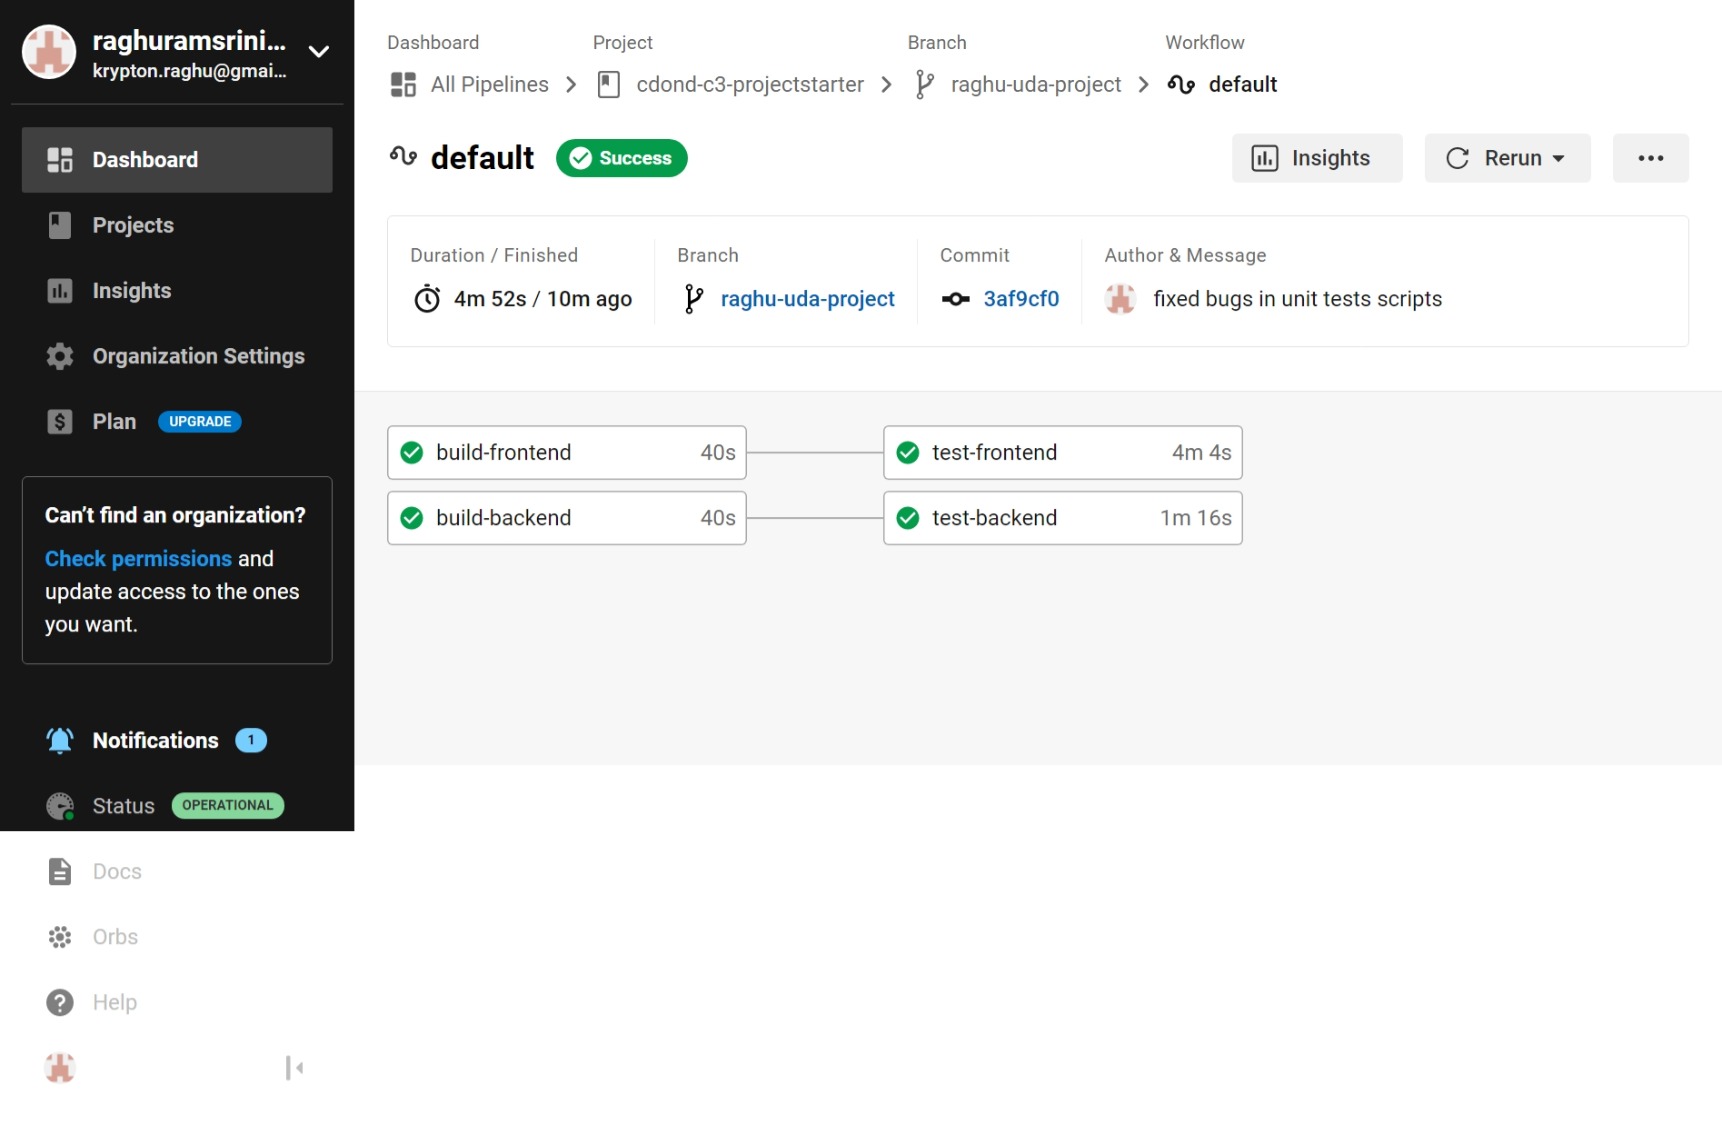 raghuramsrini...
krypton.raghu@gmai...
Dashboard
Projects
Insights
Organization Settings
Plan UPGRADE
Can’t find an organization?
Check permissions and
update access to the ones
you want.
Notifications 1
Status OPERATIONAL
Docs
Orbs
Help
Dashboard Project Branch Workflow
All Pipelines cdond-c3-projectstarter raghu-uda-project default
default Success Insights Rerun
Duration / Finished Branch Commit Author & Message
4m 52s / 10m ago raghu-uda-project 3af9cf0 fixed bugs in unit tests scripts
build-frontend 40s test-frontend 4m 4s
build-backend 40s test-backend 1m 16s